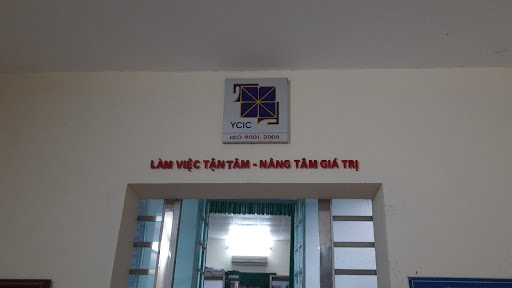 YCIC
ISO 9001:2008
LÀM VIỆC TẬN TÂM - NÂNG TẦM GIÁ TRỊ